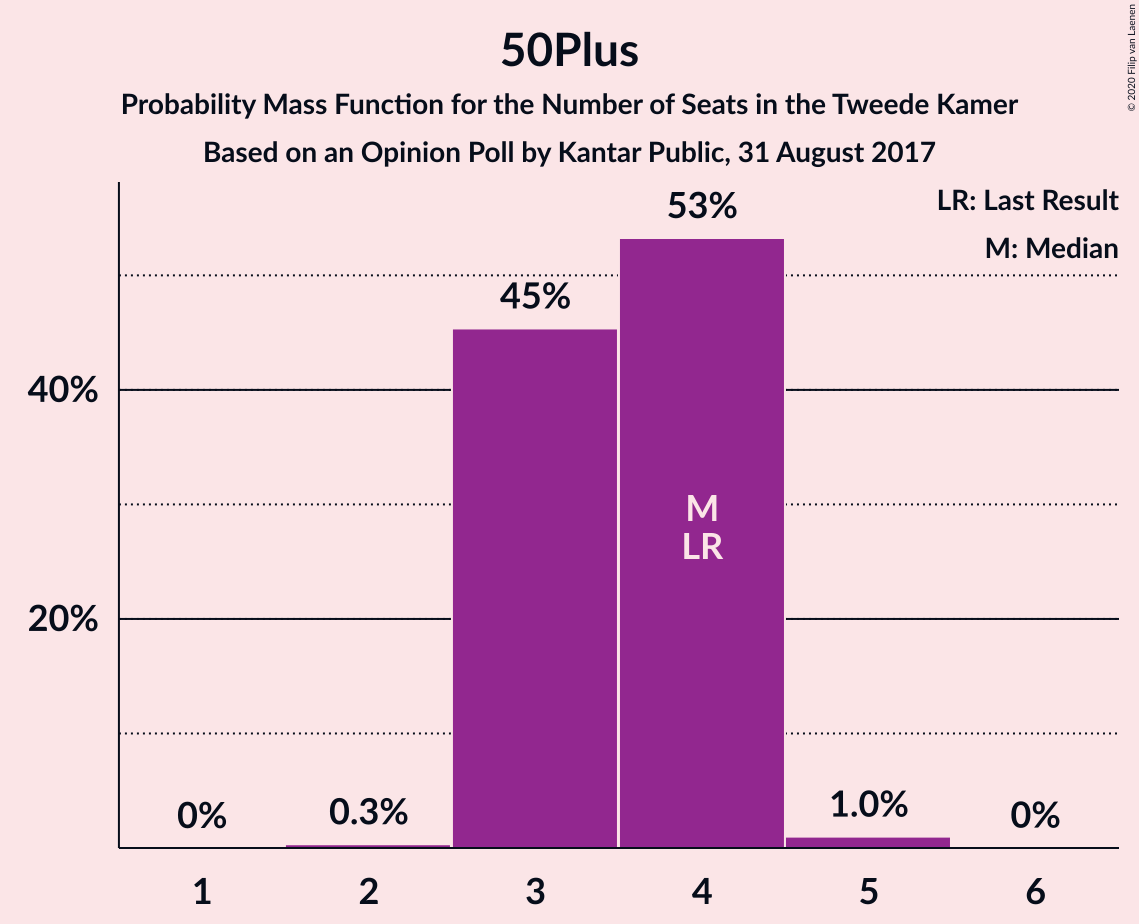 50Plus
Probability Mass Function for the Number of Seats in the Tweede Kamer
Based on an Opinion Poll by Kantar Public, 31 August 2017
© 2020 Filip van Laenen
LR: Last Result
M: Median
53%
45%
40%
M
LR
20%
0%
0.3%
1.0%
0%
1
2
3
4
5
6